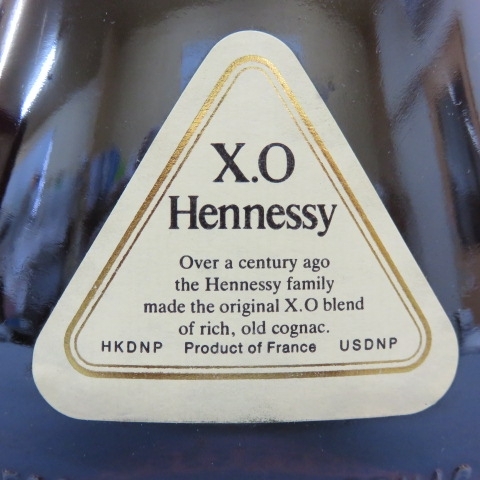 X.O
Hennessy
Over a century ago
the Hennessy family
made the original X.O blend
of rich, old cognac.
HKDNP Product of France USDNP